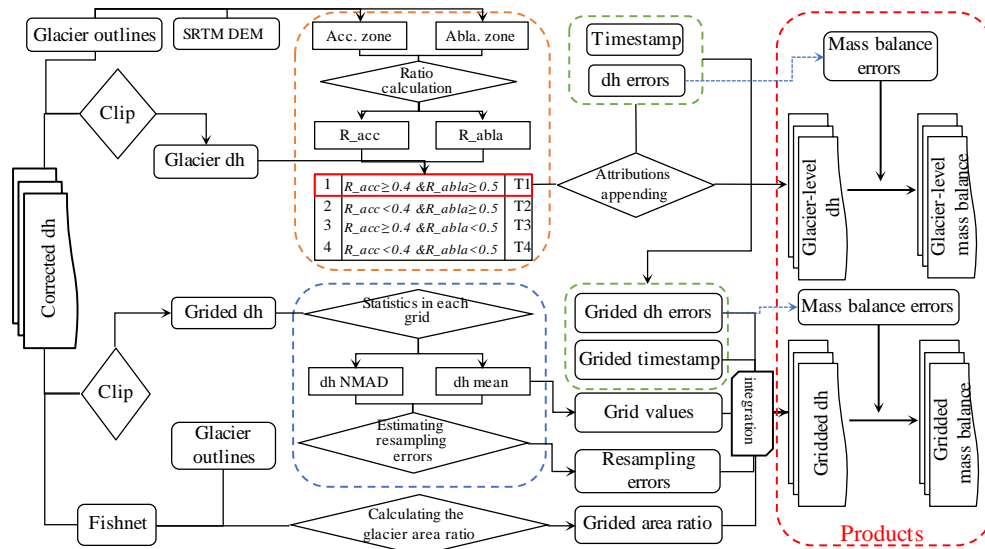 Glacier outlines
SRTM DEM
Acc. zone
Abla. zone
Timestamp
dh errors
Mass balance
errors
Ratio
calculation
Clip
R_acc
R_abla
Glacier dh
1 R_acc≥0.4 &R_abla≥0.5 T1
2 R_acc<0.4 &R_abla≥0.5 T2
3 R_acc≥0.4 &R_abla<0.5 T3
4 R_acc<0.4 &R_abla<0.5 T4
Attributions
appending
Glacier-level
dh
Glacier-level
mass balance
Corrected dh
Grided dh
Statistics in each
grid
Grided dh errors
Mass balance errors
Grided timestamp
Clip
dh NMAD
dh mean
Grid values
integration
Gridded dh
Gridded
mass balance
Estimating
resampling
errors
Glacier
outlines
Resampling
errors
Fishnet
Calculating the
glacier area ratio
Grided area ratio
Products